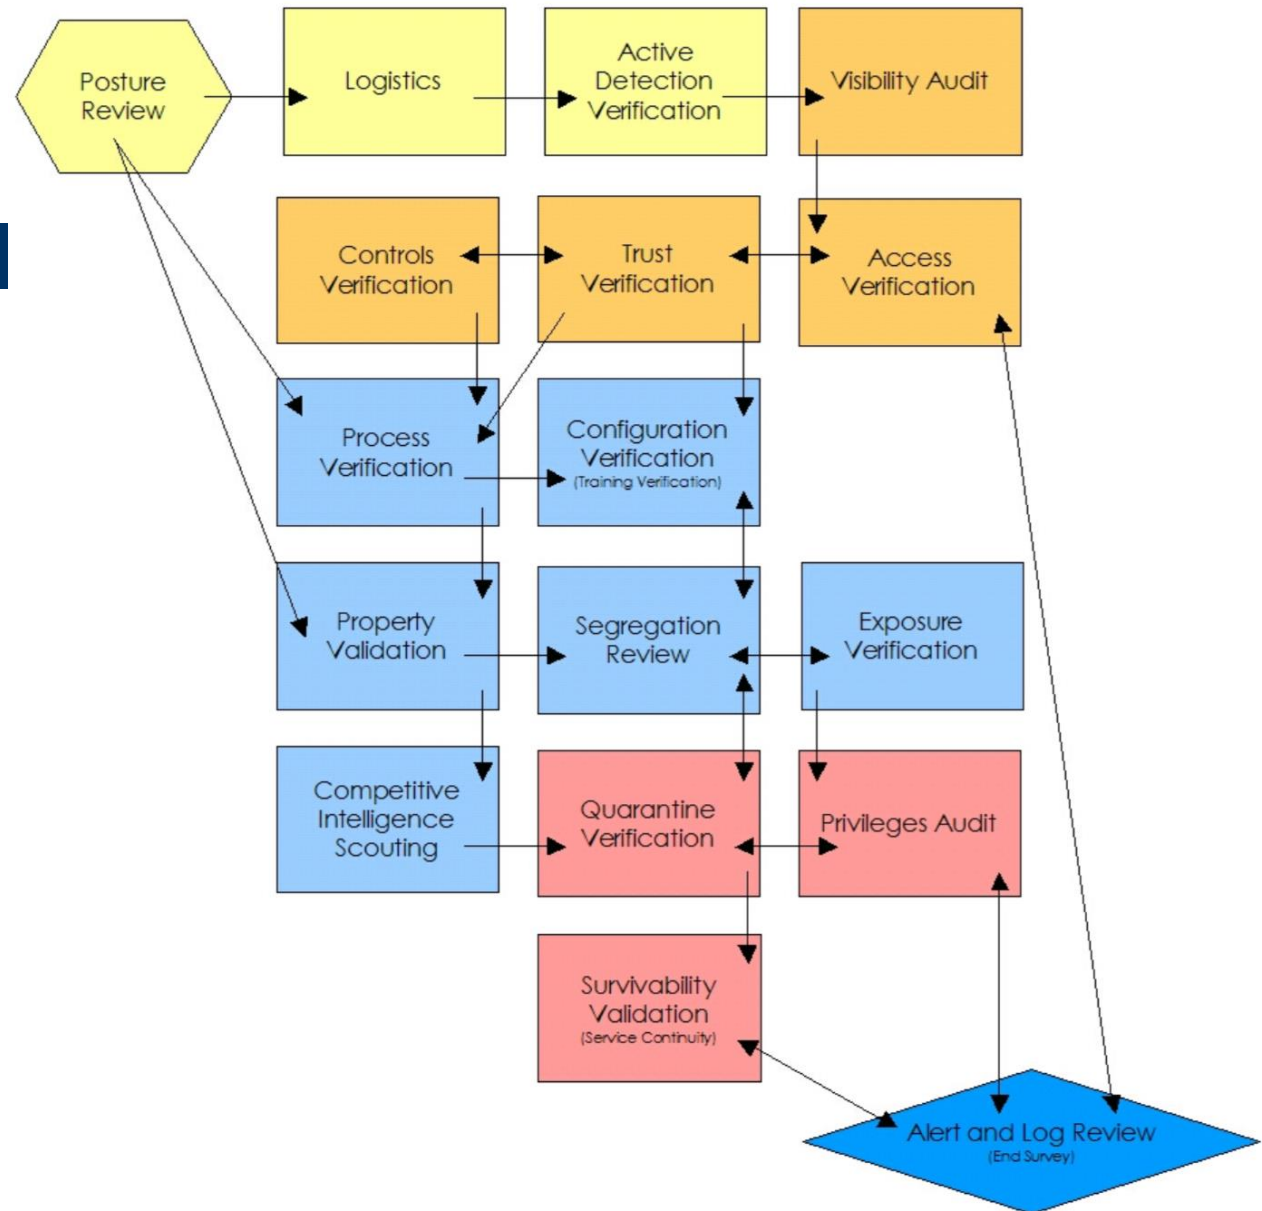 Posture
Review
Logistics
Active
Detection
Verification
Visibility Audit
Controls
Verification
Trust
Verification
Access
Verification
Process
Verification
Configuration
Verification
(Training Verification)
Property
Validation
Segregation
Review
Exposure
Verification
Competitive
Intelligence
Scouting
Quarantine
Verification
Privileges Audit
Survivability
Validation
(Service Continuity)
Alert and Log Review
(End Survey)